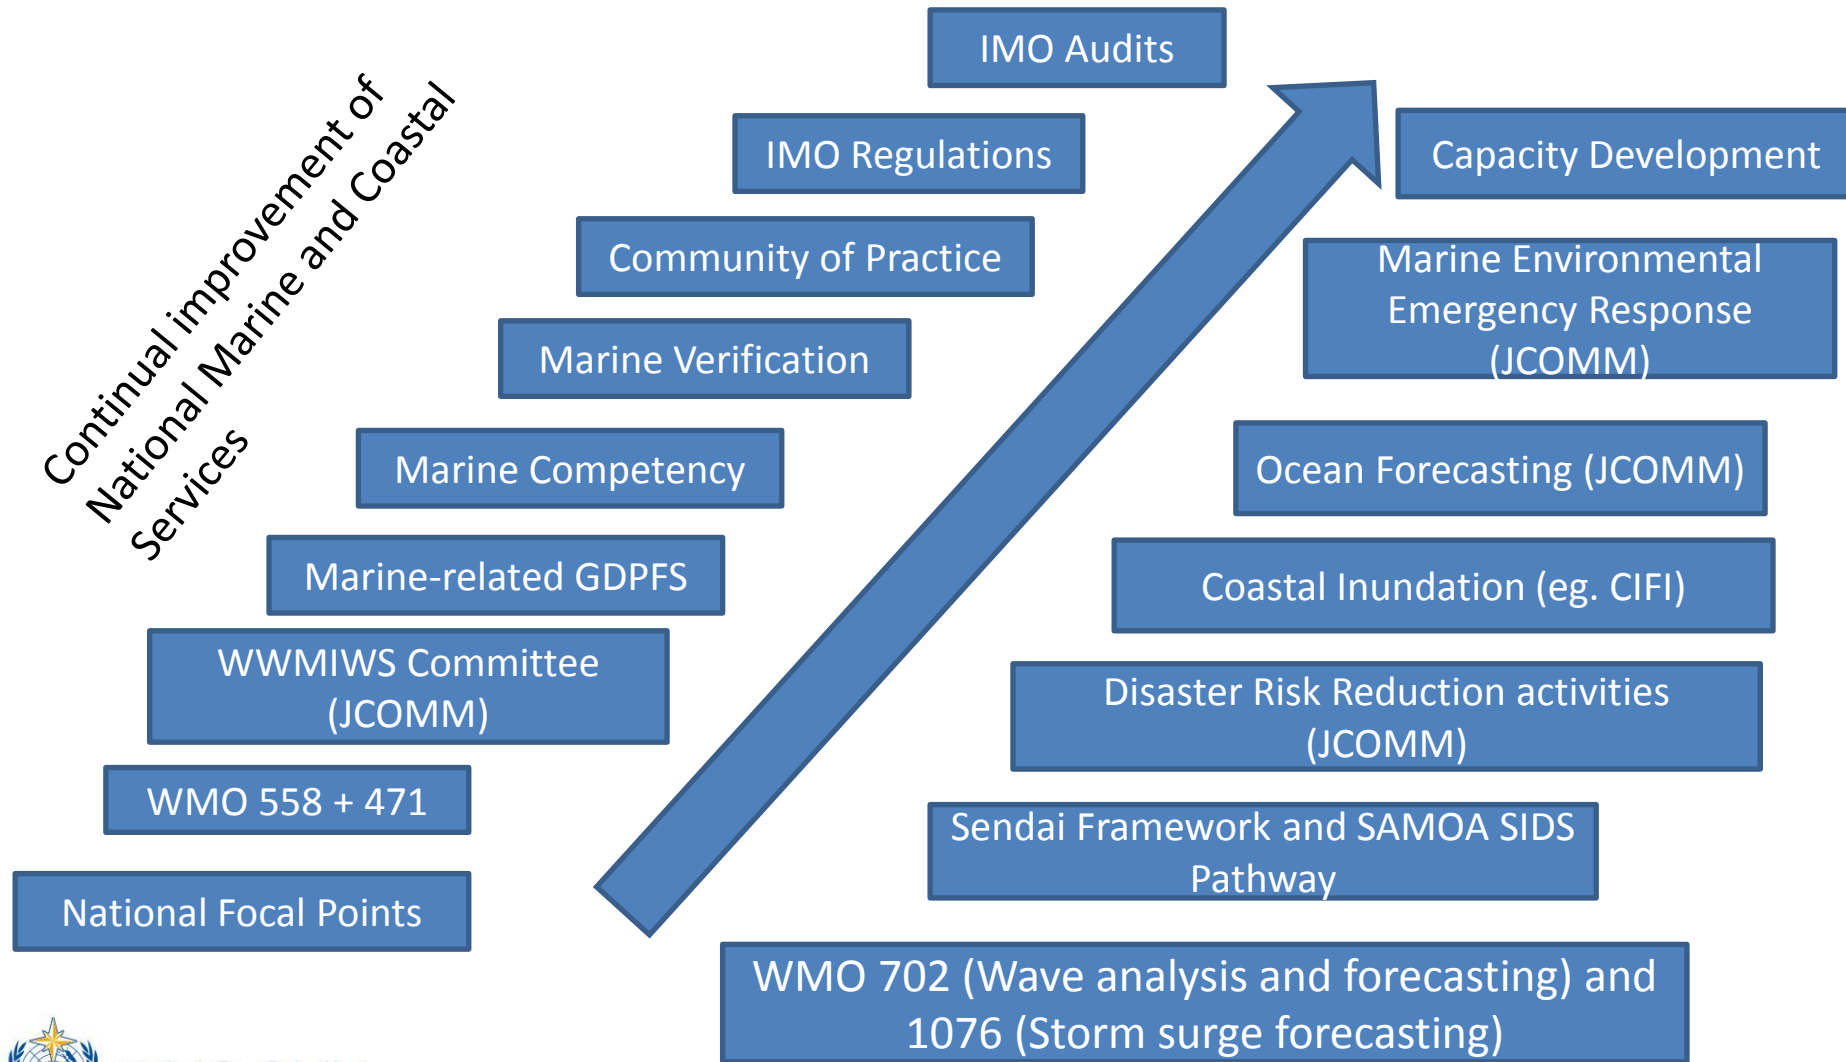 Continual improvement of
National Marine and Coastal
Services
IMO Audits
IMO Regulations
Community of Practice
Marine Verification
Marine Competency
Marine-related GDPFS
WWMIWS Committee
(JCOMM)
WMO 558 + 471
National Focal Points
Capacity Development
Marine Environmental
Emergency Response
(JCOMM)
Ocean Forecasting (JCOMM)
Coastal Inundation (eg. CIFI)
Disaster Risk Reduction activities
(JCOMM)
Sendai Framework and SAMOA SIDS
Pathway
WMO 702 (Wave analysis and forecasting) and
1076 (Storm surge forecasting)